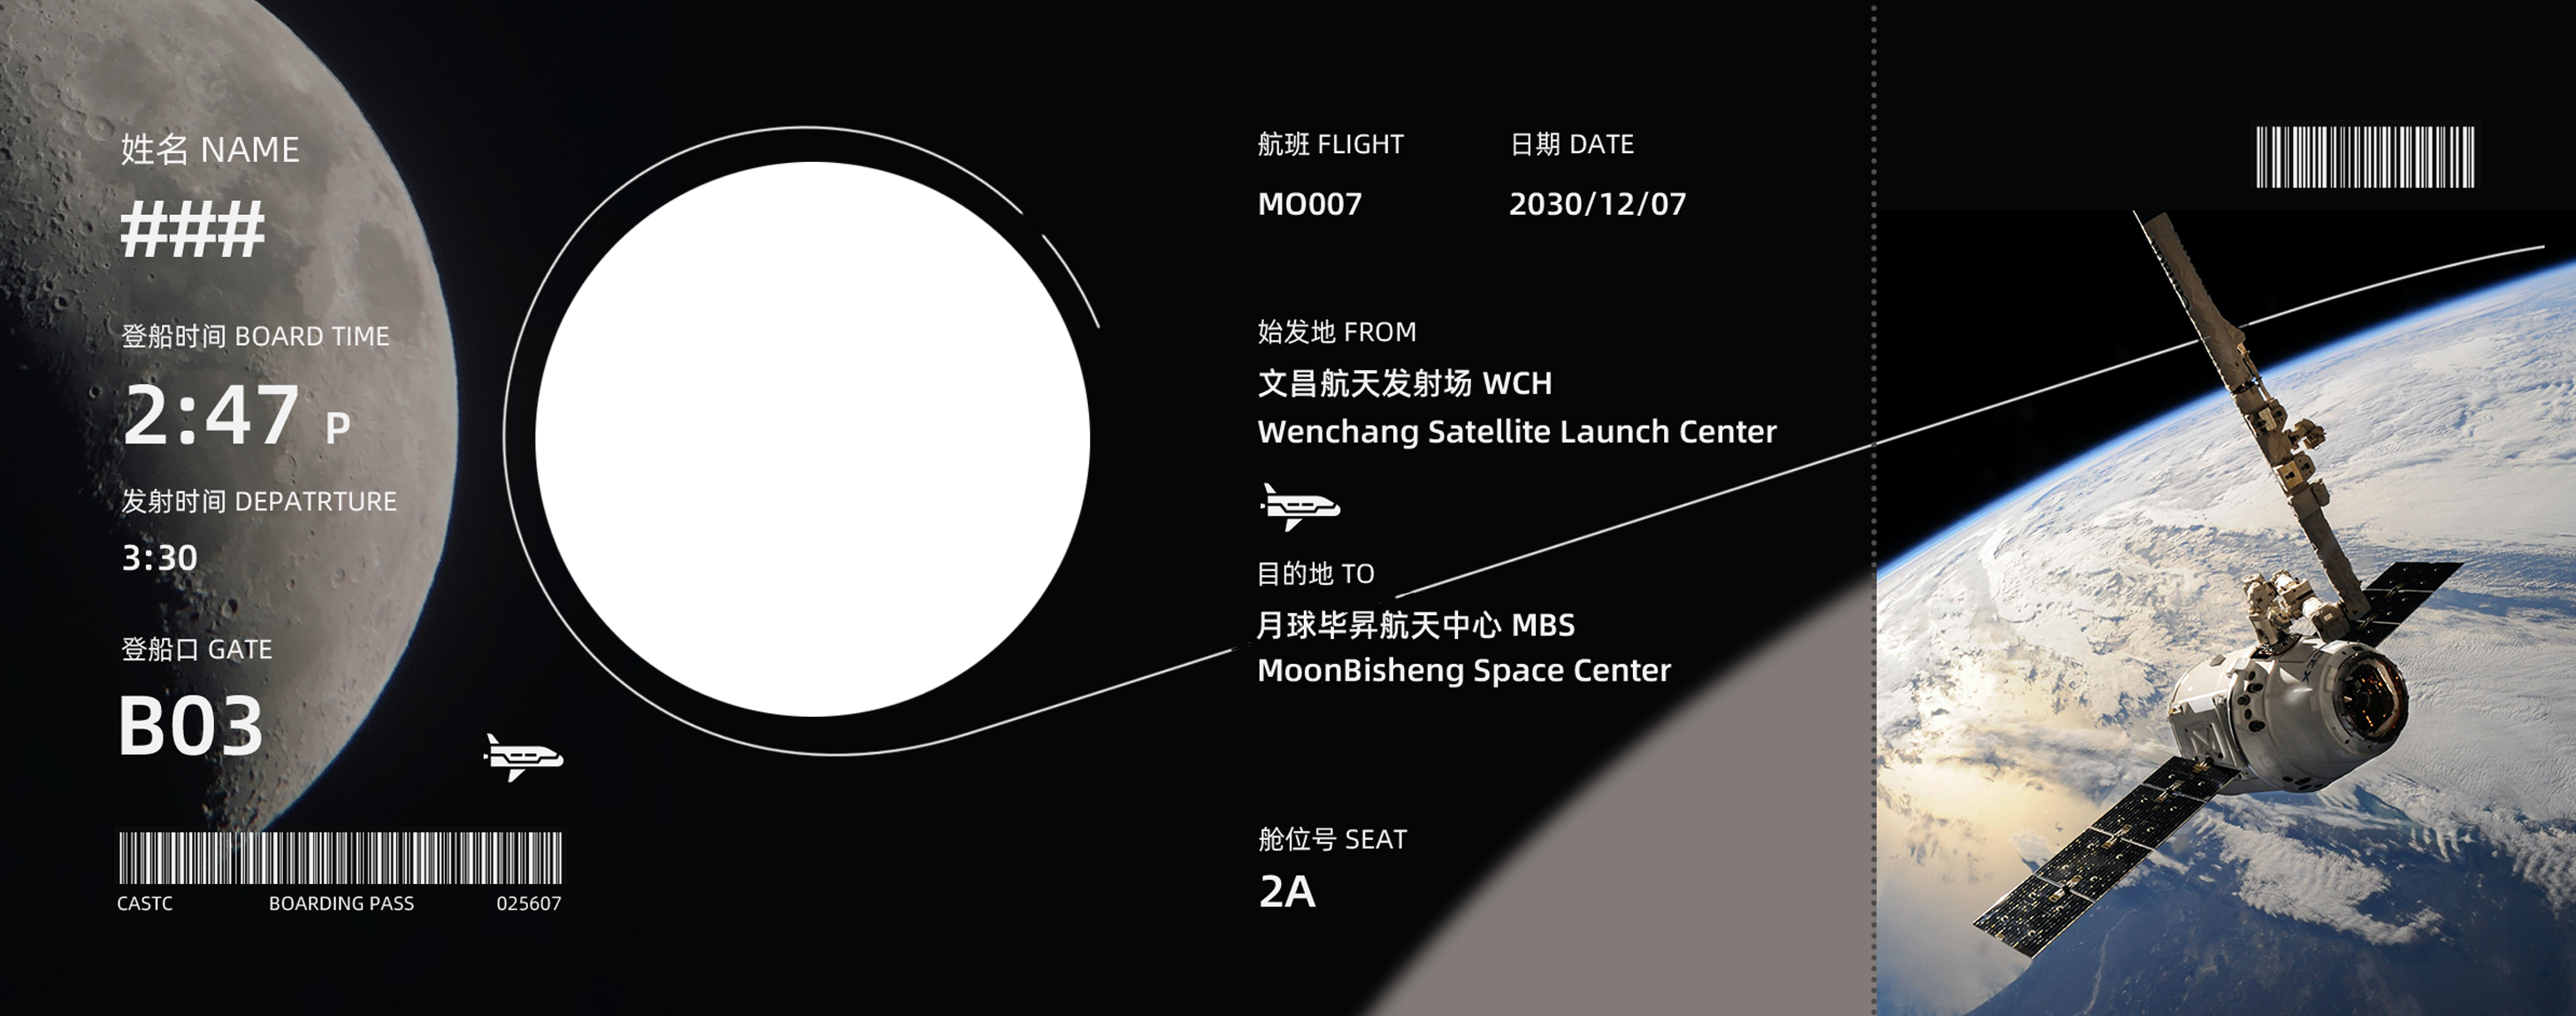 姓名 NAME
###
登船时间 BOARD TIME
2:47 P
发射时间 DEPATRTURE
3:30
登船口 GATE
B03
CASTC BOARDING PASS 025607
航班 FLIGHT
MO007
日期 DATE
2030/12/07
始发地 FROM
文昌航天发射场 WCH
Wenchang Satellite Launch Center
目的地 TO
月球毕昇航天中心 MBS
MoonBisheng Space Center
舱位号 SEAT
2A